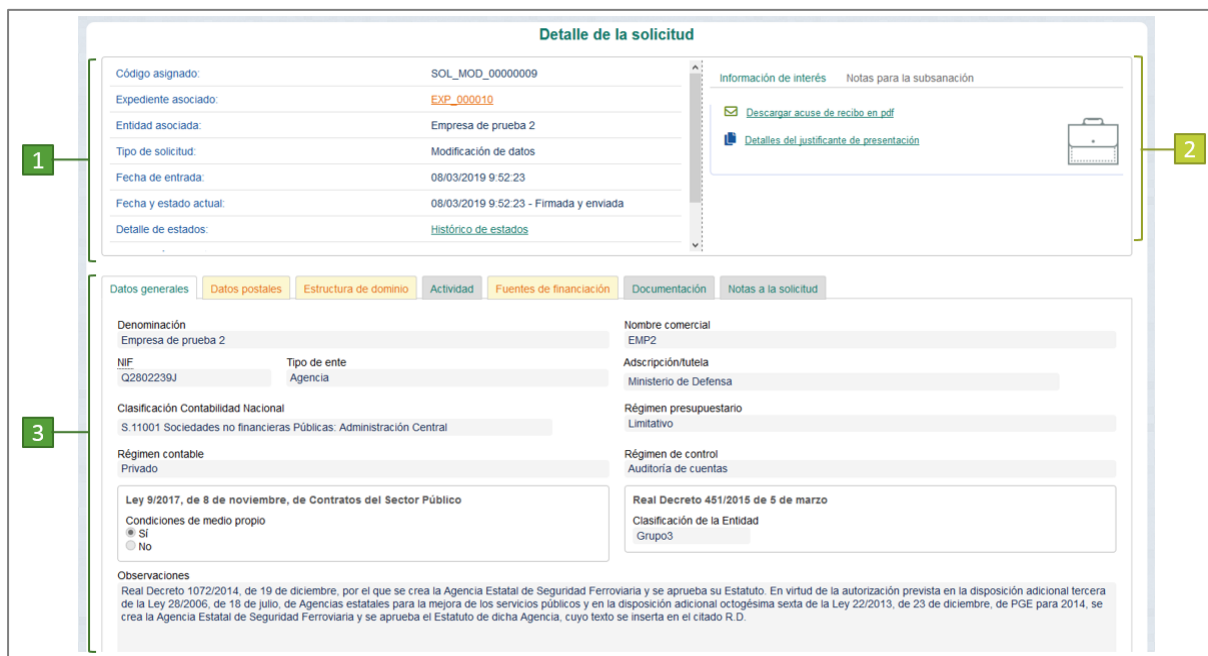 Detalle de la solicitud
1
Código asignado: SOL_MOD_00000009
Expediente asociado: EXP_000010
Entidad asociada: Empresa de prueba 2
Tipo de solicitud: Modificación de datos
Fecha de entrada: 08/03/2019 9:52:23
Fecha y estado actual: 08/03/2019 9:52:23 - Firmada y enviada
Detalle de estados: Histórico de estados
2
Información de interés Notas para la subsanación
Descargar acuse de recibo en pdf
Detalles del justificante de presentación
3
Datos generales Datos postales Estructura de dominio Actividad Fuentes de financiación Documentación Notas a la solicitud
Denominación Nombre comercial
Empresa de prueba 2 EMP2
NIF Tipo de ente Adscripción/tutela
Q2802239J Agencia Ministerio de Defensa
Clasificación Contabilidad Nacional Régimen presupuestario
S.11001 Sociedades no financieras Públicas: Administración Central Limitativo
Régimen contable Régimen de control
Privado Auditoría de cuentas
Ley 9/2017, de 8 de noviembre, de Contratos del Sector Público Real Decreto 451/2015 de 5 de marzo
Condiciones de medio propio Clasificación de la Entidad
Sí Grupo3
No
Observaciones
Real Decreto 1072/2014, de 19 de diciembre, por el que se crea la Agencia Estatal de Seguridad Ferroviaria y se aprueba su Estatuto. En virtud de la autorización prevista en la disposición adicional tercera
de la Ley 28/2006, de 18 de julio, de Agencias estatales para la mejora de los servicios públicos y en la disposición adicional octogésima sexta de la Ley 22/2013, de 23 de diciembre, de PGE para 2014, se
crea la Agencia Estatal de Seguridad Ferroviaria y se aprueba el Estatuto de dicha Agencia, cuyo texto se inserta en el citado R.D.